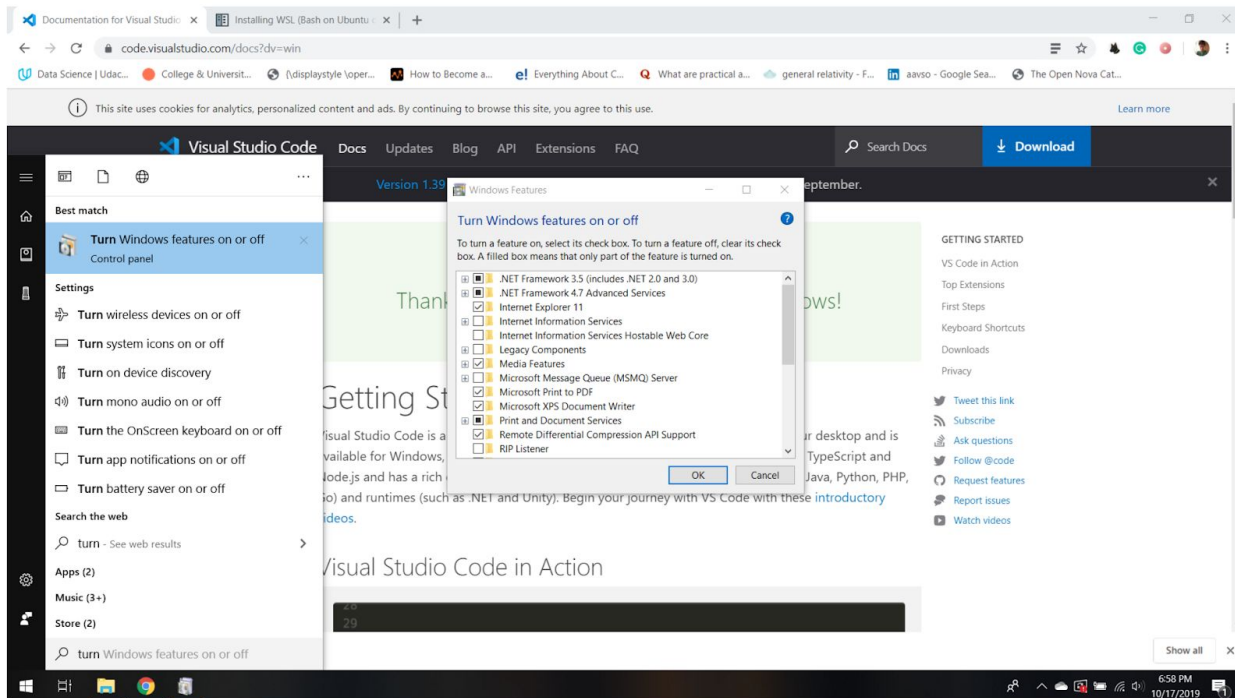 Documentation for Visual Studio
Installing WSL (Bash on Ubuntu
code.visualstudio.com/docs?dv=win
Data Science | Udac...
College & Universit...
{\displaystyle \oper...
How to Become a...
Everything About C...
What are practical a...
general relativity - F...
aavso - Google Sea...
The Open Nova Cat...
This site uses cookies for analytics, personalized content and ads. By continuing to browse this site, you agree to this use.
Learn more
Visual Studio Code
Docs
Updates
Blog
API
Extensions
FAQ
Search Docs
Download
Version 1.39
eptember.
Best match
Turn Windows features on or off
Control panel
Settings
Turn wireless devices on or off
Turn system icons on or off
Turn on device discovery
Turn mono audio on or off
Turn the OnScreen keyboard on or off
Turn app notifications on or off
Turn battery saver on or off
Search the web
turn - See web results
Apps (2)
Music (3+)
Store (2)
turn Windows features on or off
Windows Features
Turn Windows features on or off
To turn a feature on, select its check box. To turn a feature off, clear its check
box. A filled box means that only part of the feature is turned on.
.NET Framework 3.5 (includes .NET 2.0 and 3.0)
.NET Framework 4.7 Advanced Services
Internet Explorer 11
Internet Information Services
Internet Information Services Hostable Web Core
Legacy Components
Media Features
Microsoft Message Queue (MSMQ) Server
Microsoft Print to PDF
Microsoft XPS Document Writer
Print and Document Services
Remote Differential Compression API Support
RIP Listener
OK
Cancel
Thank
ows!
Getting St
Visual Studio Code is a
ur desktop and is
vailable for Windows,
TypeScript and
Node.js and has a rich
Java, Python, PHP,
Go) and runtimes (such as .NET and Unity). Begin your journey with VS Code with these introductory
videos.
Visual Studio Code in Action
28
29
GETTING STARTED
VS Code in Action
Top Extensions
First Steps
Keyboard Shortcuts
Downloads
Privacy
Tweet this link
Subscribe
Ask questions
Follow @code
Request features
Report issues
Watch videos
Show all
6:58 PM
10/17/2019